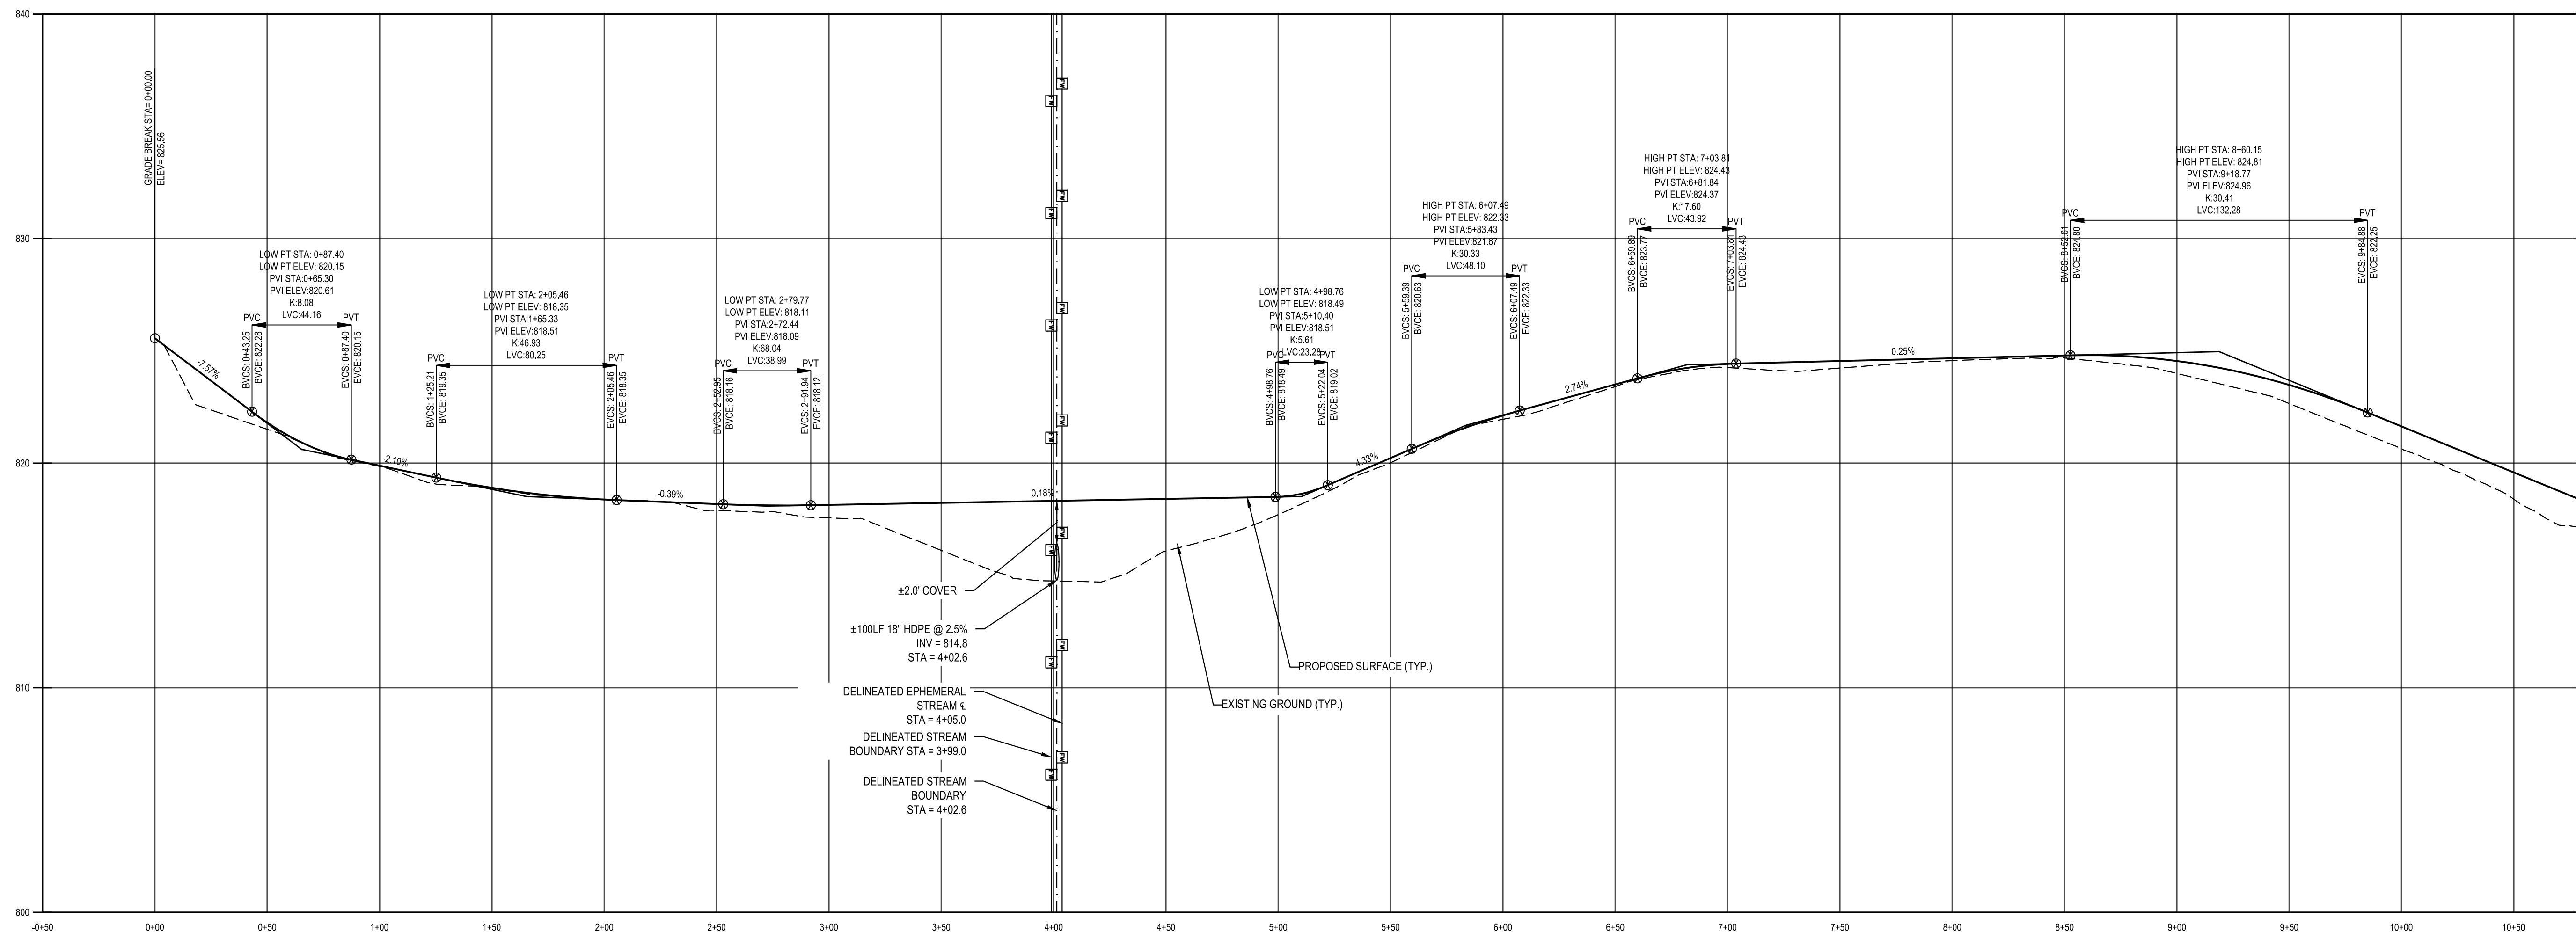 840
830
820
810
800
-0+50
0+00
0+50
1+00
1+50
2+00
2+50
3+00
3+50
4+00
4+50
5+00
5+50
6+00
6+50
7+00
7+50
8+00
8+50
9+00
9+50
10+00
10+50
GRADE BREAK STA= 0+00.00
ELEV= 825.56
-7.57%
LOW PT STA: 0+87.40
LOW PT ELEV: 820.15
PVI STA:0+65.30
PVI ELEV:820.61
K:8.08
LVC:44.16
PVC
PVT
BVCS: 0+43.25
BVCE: 822.28
EVCS: 0+87.40
EVCE: 820.15
-2.10%
LOW PT STA: 2+05.46
LOW PT ELEV: 818.35
PVI STA:1+65.33
PVI ELEV:818.51
K:46.93
LVC:80.25
PVC
PVT
BVCS: 1+25.21
BVCE: 819.35
EVCS: 2+05.46
EVCE: 818.35
-0.39%
LOW PT STA: 2+79.77
LOW PT ELEV: 818.11
PVI STA:2+72.44
PVI ELEV:818.09
K:68.04
LVC:38.99
PVC
PVT
BVCS: 2+52.95
BVCE: 818.16
EVCS: 2+91.94
EVCE: 818.12
0.18%
±2.0' COVER
±100LF 18" HDPE @ 2.5%
INV = 814.8
STA = 4+02.6
DELINEATED EPHEMERAL
STREAM ℄
STA = 4+05.0
DELINEATED STREAM
BOUNDARY STA = 3+99.0
DELINEATED STREAM
BOUNDARY
STA = 4+02.6
LOW PT STA: 4+98.76
LOW PT ELEV: 818.49
PVI STA:5+10.40
PVI ELEV:818.51
K:5.61
LVC:23.28
PVC
PVT
BVCS: 4+98.76
BVCE: 818.49
EVCS: 5+22.04
EVCE: 819.02
PROPOSED SURFACE (TYP.)
EXISTING GROUND (TYP.)
4.33%
HIGH PT STA: 6+07.49
HIGH PT ELEV: 822.33
PVI STA:5+83.43
PVI ELEV:821.67
K:30.33
LVC:48.10
PVC
PVT
BVCS: 5+59.39
BVCE: 820.63
EVCS: 6+07.49
EVCE: 822.33
2.74%
HIGH PT STA: 7+03.81
HIGH PT ELEV: 824.43
PVI STA:6+81.84
PVI ELEV:824.37
K:17.60
LVC:43.92
PVC
PVT
BVCS: 6+59.89
BVCE: 823.77
EVCS: 7+03.81
EVCE: 824.43
0.25%
HIGH PT STA: 8+60.15
HIGH PT ELEV: 824.81
PVI STA:9+18.77
PVI ELEV:824.96
K:30.41
LVC:132.28
PVC
PVT
BVCS: 8+52.61
BVCE: 824.80
EVCS: 9+84.88
EVCE: 822.25